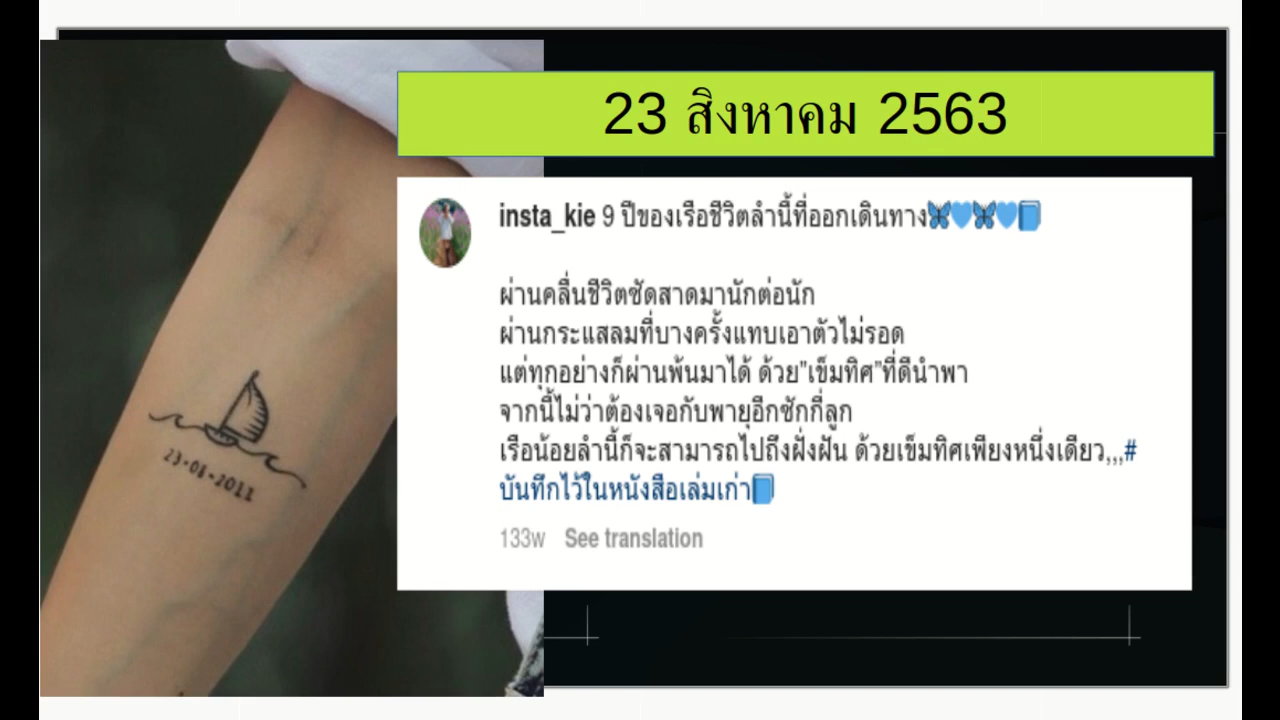 23 สิงหาคม 2563
insta_kie 9 ปีของเรือชีวิตลำนี้ที่ออกเดินทาง🦋💙🦋💙📘
ผ่านคลื่นชีวิตซัดสาดมานักต่อนัก
ผ่านกระแสลมที่บางครั้งแทบเอาตัวไม่รอด
แต่ทุกอย่างก็ผ่านพ้นมาได้ ด้วย"เข็มทิศ"ที่ดีนำพา
จากนี้ไม่ว่าต้องเจอกับพายุอีกซักกี่ลูก
เรือน้อยลำนี้ก็จะสามารถไปถึงฝั่งฝัน ด้วยเข็มทิศเพียงหนึ่งเดียว,,,#
บันทึกไว้ในหนังสือเล่มเก่า📘
133w See translation
23-08-2011